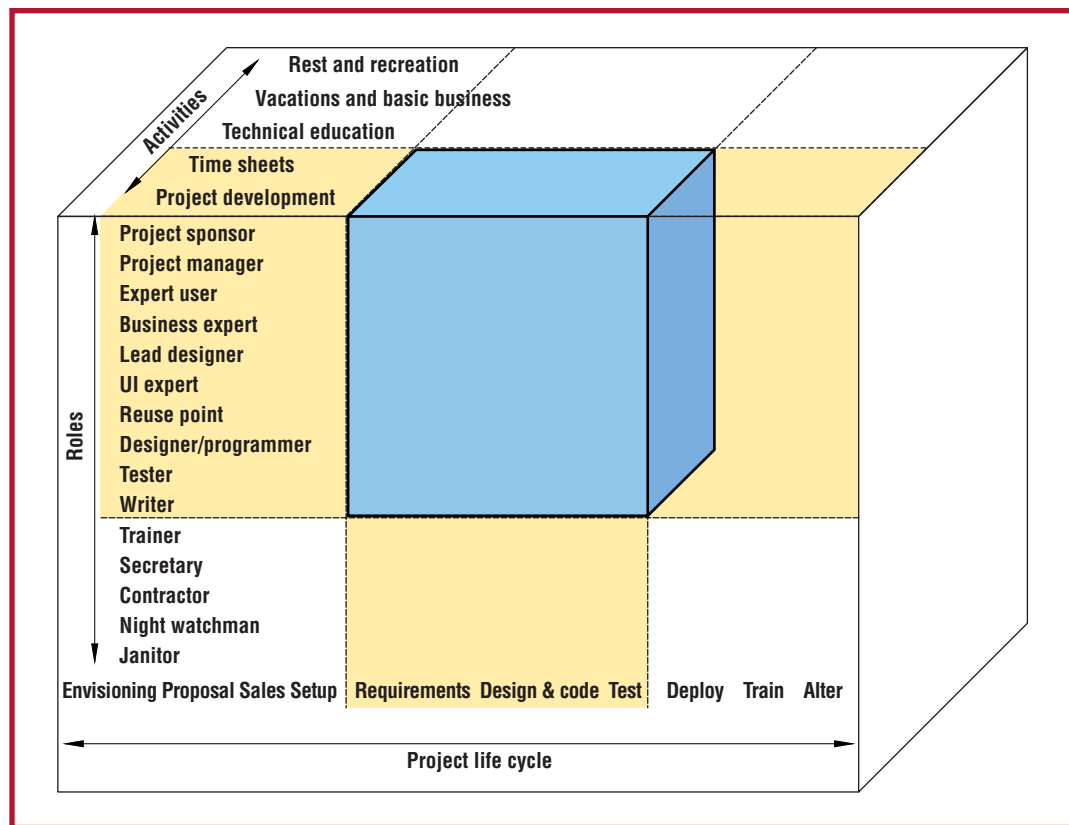 Rest and recreation
Vacations and basic business
Activities
Technical education
Time sheets
Project development
Project sponsor
Project manager
Expert user
Business expert
Lead designer
UI expert
Reuse point
Designer/programmer
Tester
Writer
Roles
Trainer
Secretary
Contractor
Night watchman
Janitor
Envisioning Proposal Sales Setup Requirements Design & code Test Deploy Train Alter
Project life cycle